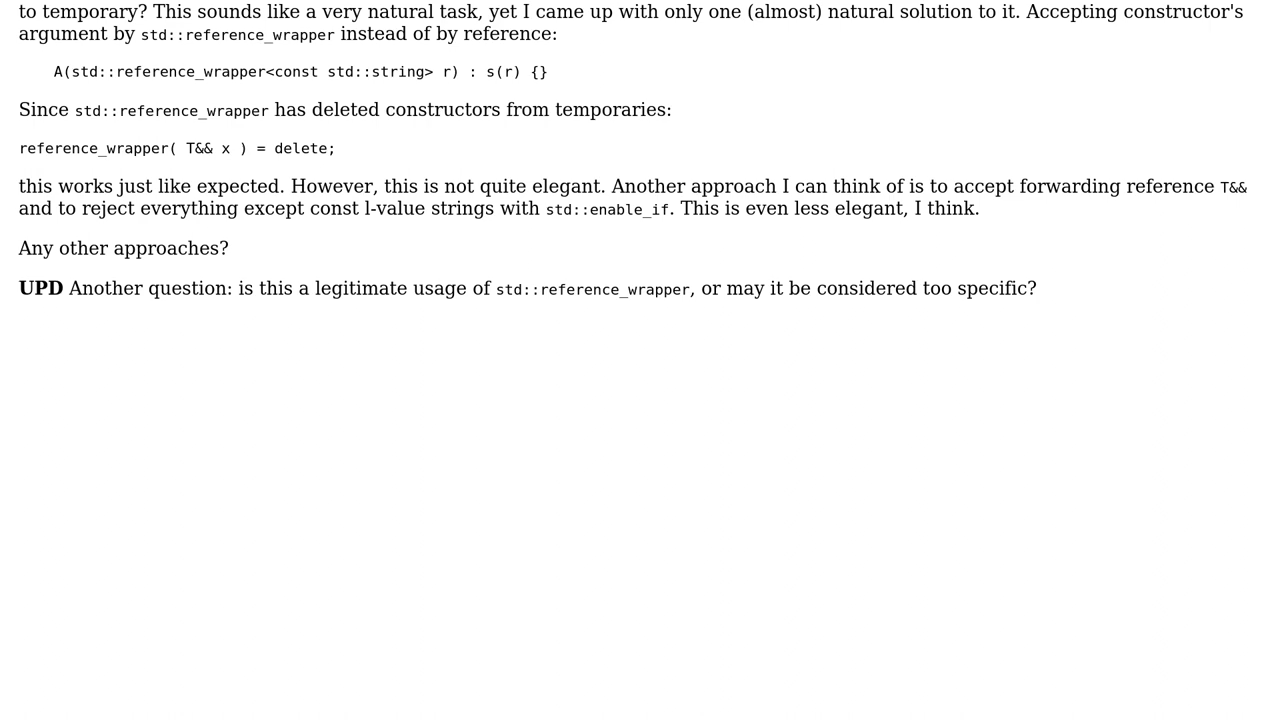 to temporary? This sounds like a very natural task, yet I came up with only one (almost) natural solution to it. Accepting constructor's
argument by std::reference_wrapper instead of by reference:
A(std::reference_wrapper<const std::string> r) : s(r) {}
Since std::reference_wrapper has deleted constructors from temporaries:
reference_wrapper( T&& x ) = delete;
this works just like expected. However, this is not quite elegant. Another approach I can think of is to accept forwarding reference T&&
and to reject everything except const l-value strings with std::enable_if. This is even less elegant, I think.
Any other approaches?
UPD Another question: is this a legitimate usage of std::reference_wrapper, or may it be considered too specific?